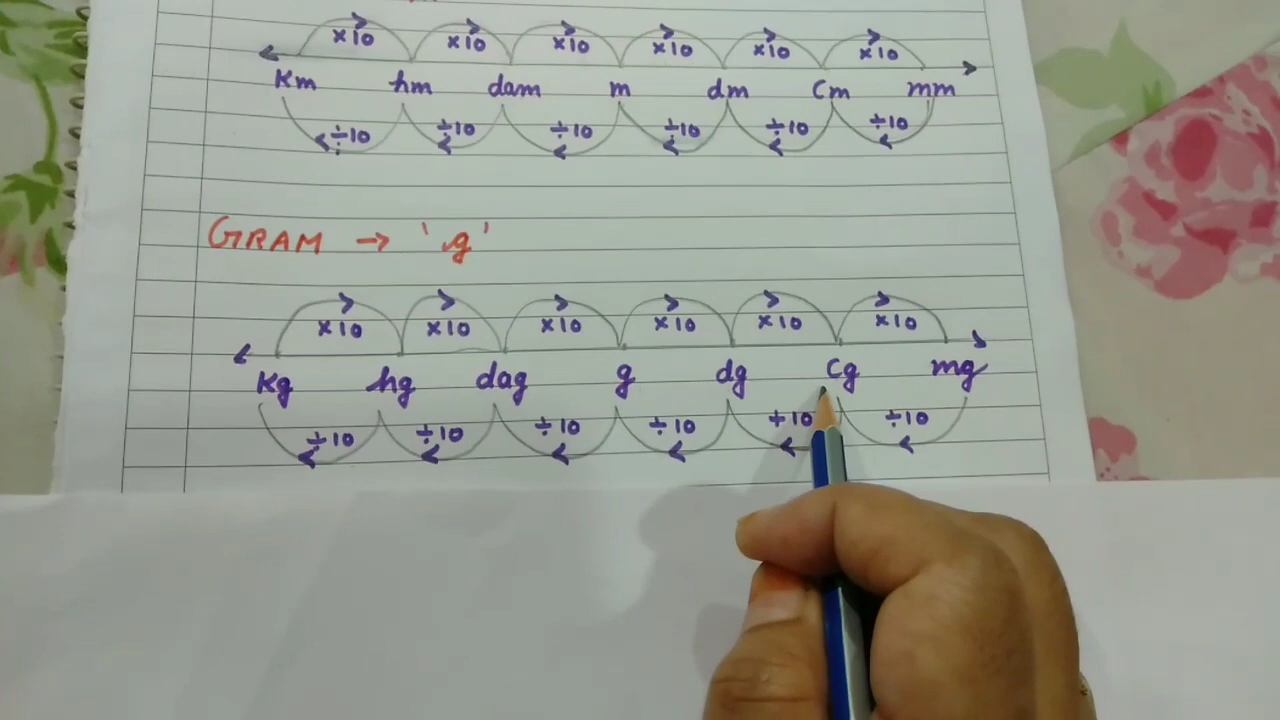 ×10 ×10 ×10 ×10 ×10 ×10
Km hm dam m dm Cm mm
÷10 ÷10 ÷10 ÷10 ÷10 ÷10
GRAM → 'g'
×10 ×10 ×10 ×10 ×10 ×10
Kg hg dag g dg Cg mg
÷10 ÷10 ÷10 ÷10 ÷10 ÷10